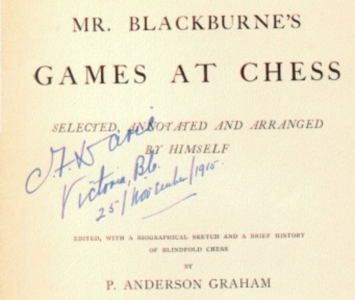 MR. BLACKBURNE'S
GAMES AT CHESS
SELECTED, ANNOTATED AND ARRANGED
BY HIMSELF
Victoria, B.C.
25/November/1915.
EDITED, WITH A BIOGRAPHICAL SKETCH AND A BRIEF HISTORY
OF BLINDFOLD CHESS
BY
P. ANDERSON GRAHAM